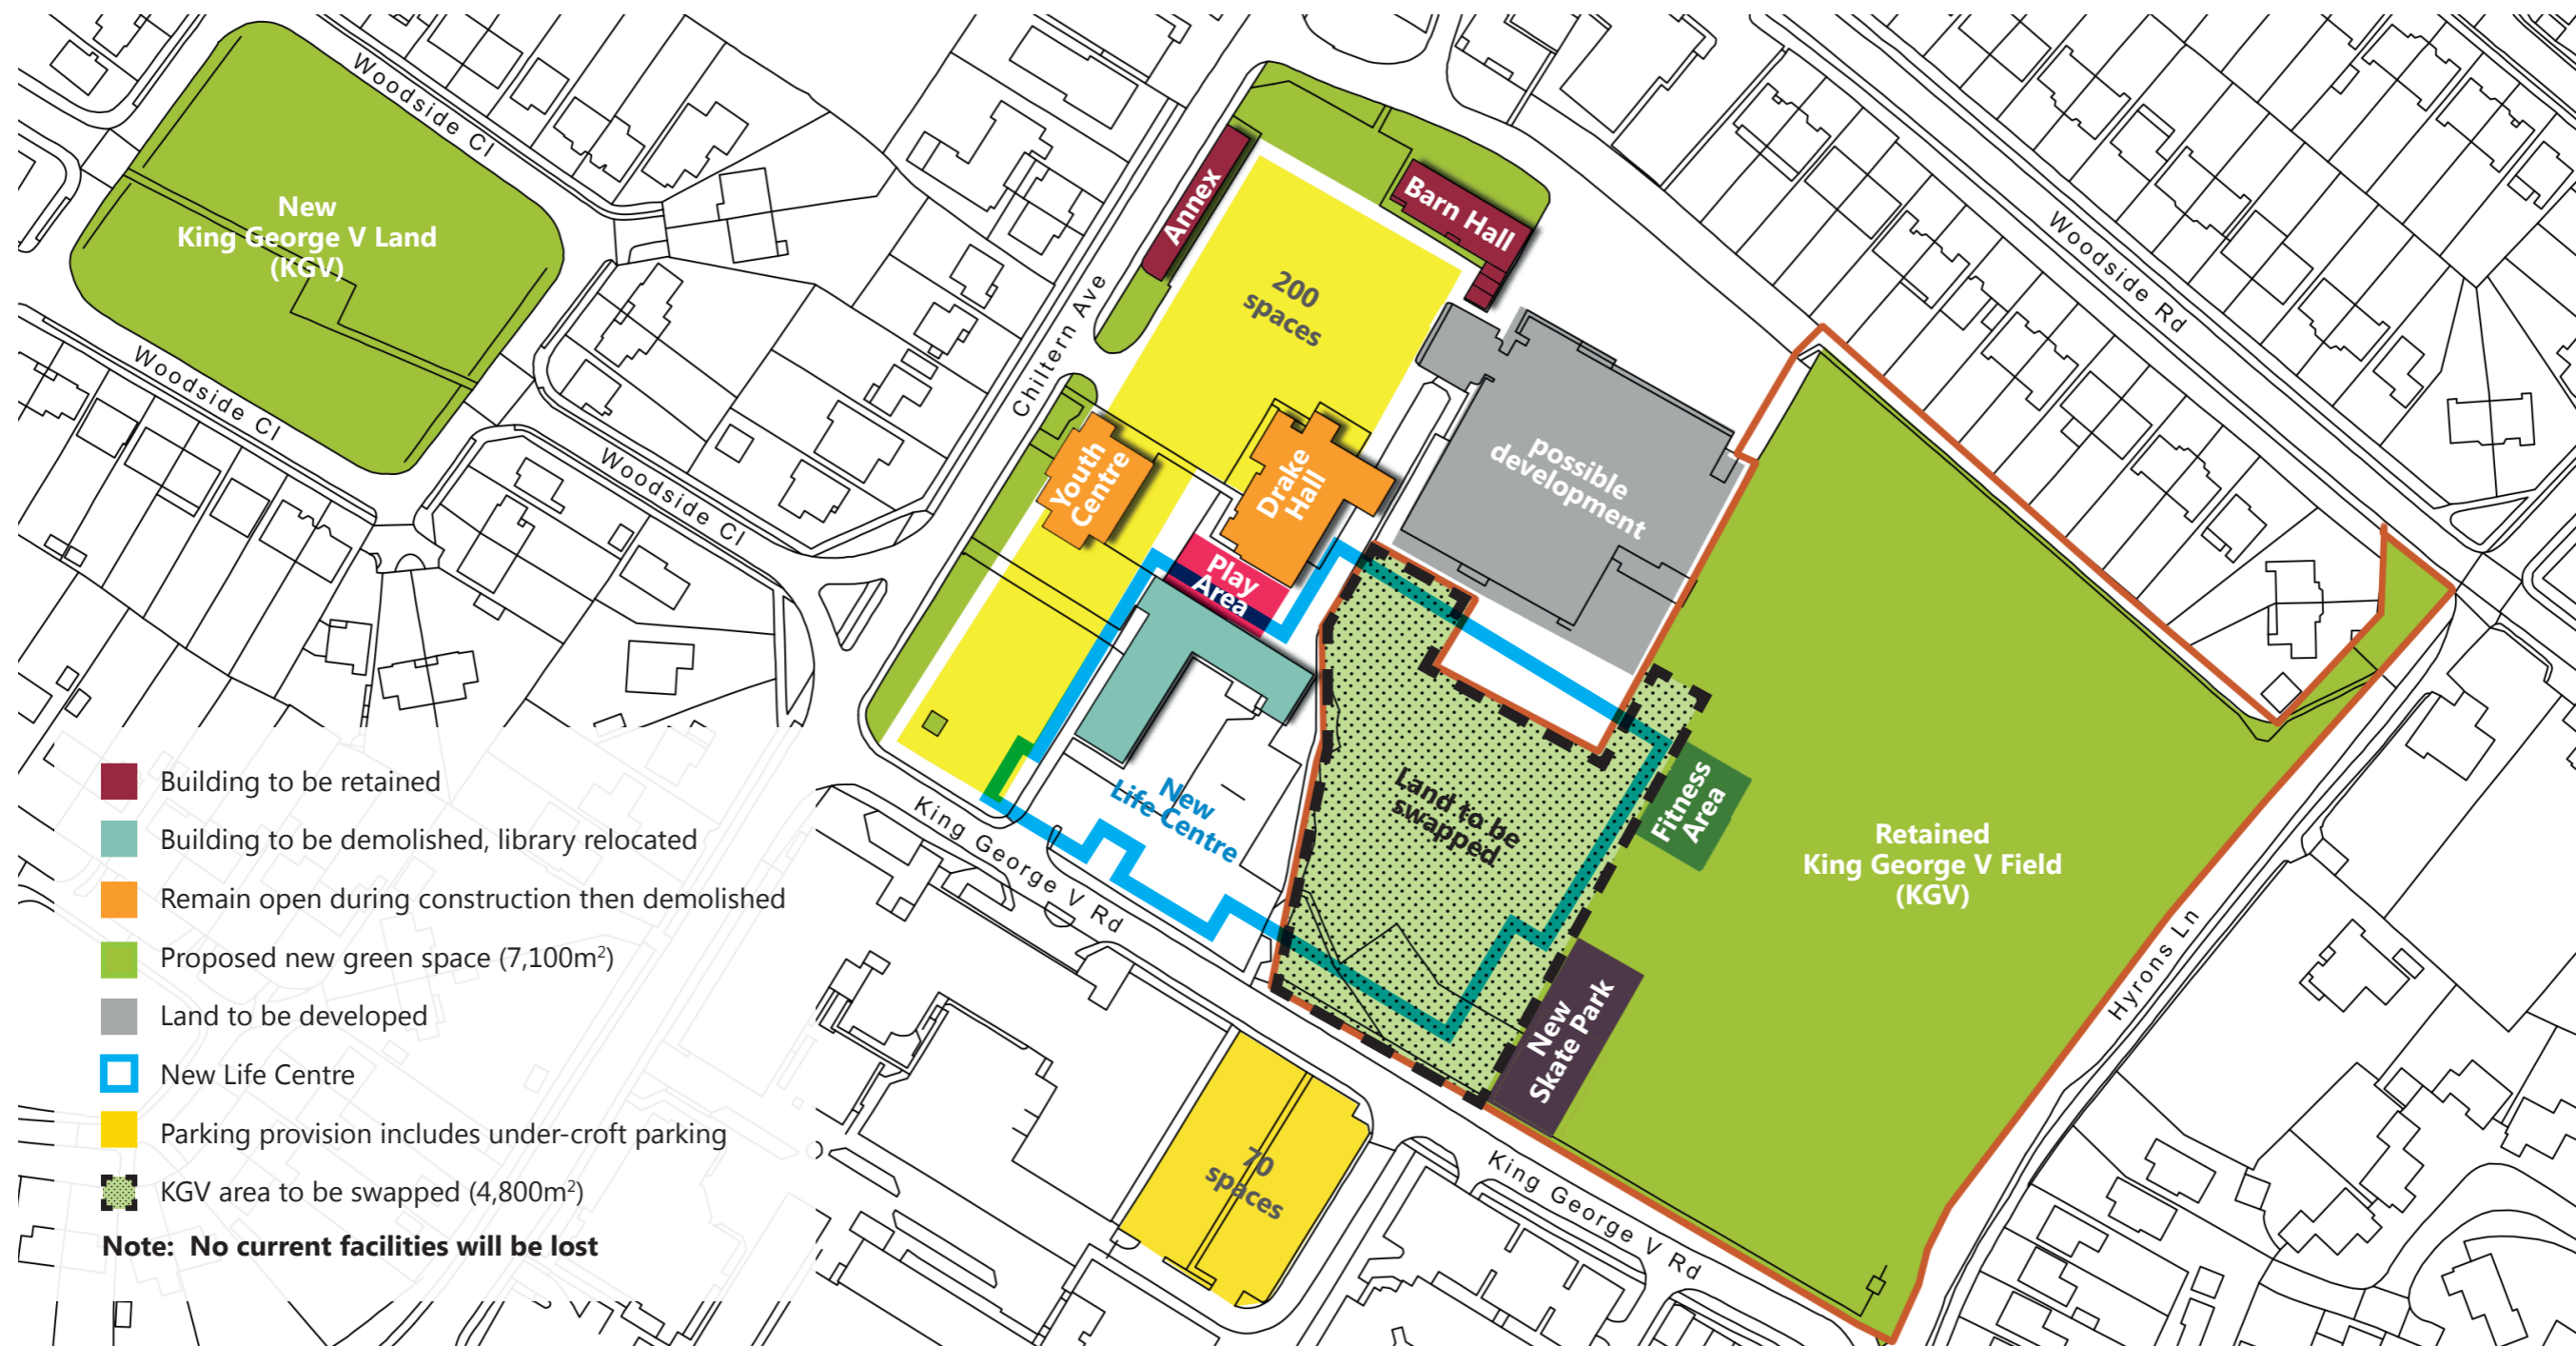 Woodside Cl
New
King George V Land
(KGV)
Woodside Cl
Woodside Cl
Chiltern Ave
Annex
Barn Hall
200
spaces
Woodside Rd
Youth
Centre
Drake
Hall
possible
development
Play
Area
New
Life Centre
Land to be
swapped
Fitness
Area
Retained
King George V Field
(KGV)
King George V Rd
New
Skate Park
Hyrons Ln
70
spaces
King George V Rd
Building to be retained
Building to be demolished, library relocated
Remain open during construction then demolished
Proposed new green space (7,100m²)
Land to be developed
New Life Centre
Parking provision includes under-croft parking
KGV area to be swapped (4,800m²)
Note: No current facilities will be lost